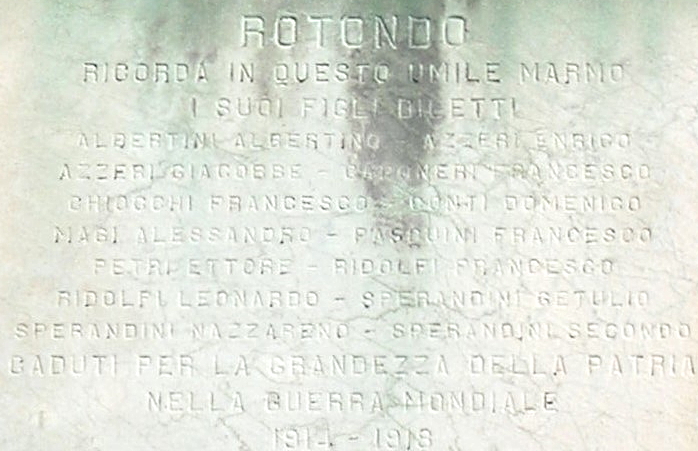 ROTONDO
RICORDA IN QUESTO UMILE MARMO
I SUOI FIGLI DILETTI
ALBERTINI ALBERTINO - AZZERI ENRICO
AZZERI GIACOBBE - CAPONERI FRANCESCO
CHIOCCHI FRANCESCO - CONTI DOMENICO
MAGI ALESSANDRO - PASQUINI FRANCESCO
PETRI ETTORE - RIDOLFI FRANCESCO
RIDOLFI LEONARDO - SPERANDINI GETULIO
SPERANDINI NAZZARENO - SPERANDINI SECONDO
CADUTI PER LA GRANDEZZA DELLA PATRIA
NELLA GUERRA MONDIALE
1914 - 1918